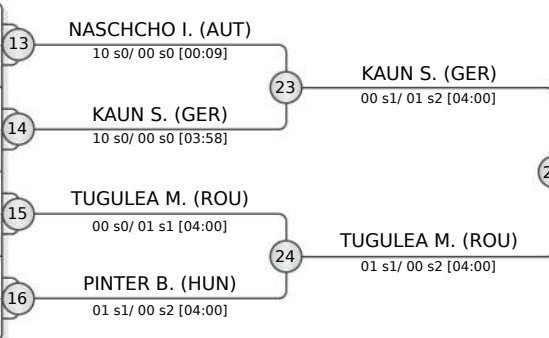 13
NASCHCHO I. (AUT)
10 s0/ 00 s0 [00:09]
23
KAUN S. (GER)
00 s1/ 01 s2 [04:00]
14
KAUN S. (GER)
10 s0/ 00 s0 [03:58]
15
TUGULEA M. (ROU)
00 s0/ 01 s1 [04:00]
24
TUGULEA M. (ROU)
01 s1/ 00 s2 [04:00]
16
PINTER B. (HUN)
01 s1/ 00 s2 [04:00]